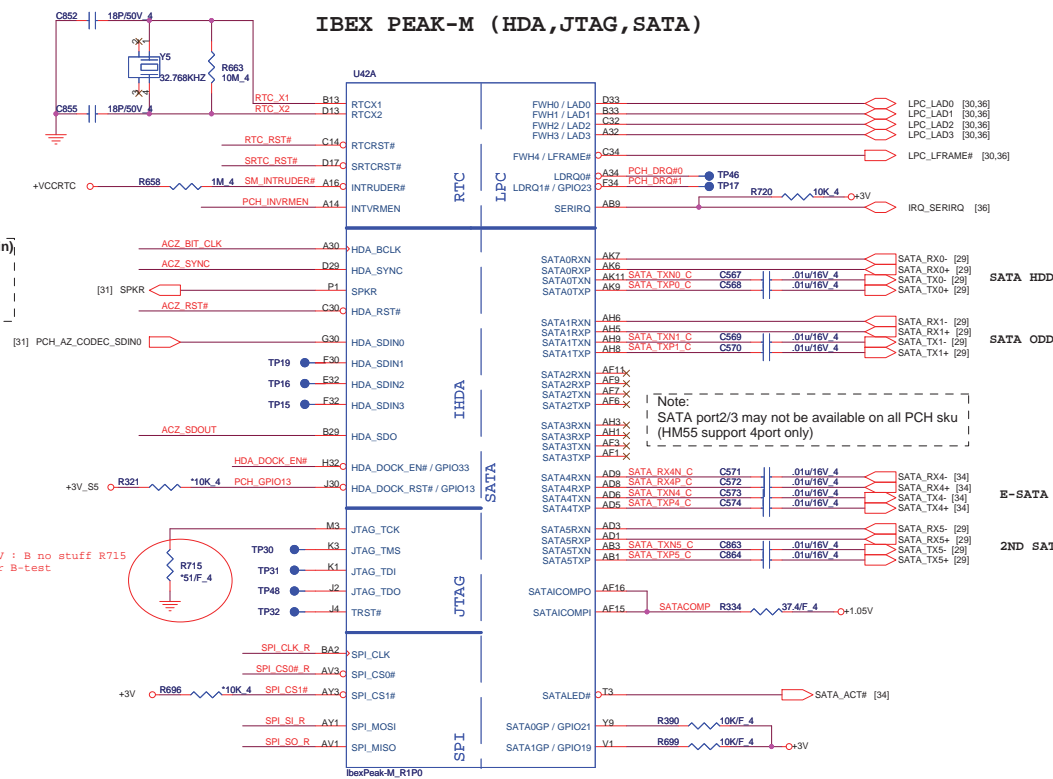 IBEX PEAK-M (HDA,JTAG,SATA)
C852 18P/50V_4
2 1
Y5
32.768KHZ
3 4
R663
10M_4
C855 18P/50V_4
U42A
RTC_X1 B13 RTCX1
RTC_X2 D13 RTCX2
RTC_RST# C14 RTCRST#
SRTC_RST# D17 SRTCRST#
+VCCRTC R658 1M_4 SM_INTRUDER# A16 INTRUDER#
PCH_INVRMEN A14 INTVRMEN
RTC
LPC
FWH0 / LAD0 D33 LPC_LAD0 [30,36]
FWH1 / LAD1 B33 LPC_LAD1 [30,36]
FWH2 / LAD2 C32 LPC_LAD2 [30,36]
FWH3 / LAD3 A32 LPC_LAD3 [30,36]
FWH4 / LFRAME# C34 LPC_LFRAME# [30,36]
LDRQ0# A34 PCH_DRQ#0 TP46
LDRQ1# / GPIO23 F34 PCH_DRQ#1 TP17
R720 10K_4 +3V
SERIRQ AB9 IRQ_SERIRQ [36]
n)
ACZ_BIT_CLK A30 HDA_BCLK
ACZ_SYNC D29 HDA_SYNC
[31] SPKR P1 SPKR
ACZ_RST# C30 HDA_RST#
[31] PCH_AZ_CODEC_SDIN0 G30 HDA_SDIN0
TP19 F30 HDA_SDIN1
TP16 E32 HDA_SDIN2
TP15 F32 HDA_SDIN3
ACZ_SDOUT B29 HDA_SDO
HDA_DOCK_EN# H32 HDA_DOCK_EN# / GPIO33
+3V_S5 R321 *10K_4 PCH_GPIO13 J30 HDA_DOCK_RST# / GPIO13
IHDA
SATA
SATA0RXN AK7 SATA_RX0- [29]
SATA0RXP AK6 SATA_RX0+ [29]
SATA0TXN AK11 SATA_TXN0_C C567 .01u/16V_4 SATA_TX0- [29]
SATA0TXP AK9 SATA_TXP0_C C568 .01u/16V_4 SATA_TX0+ [29]
SATA HDD
SATA1RXN AH6 SATA_RX1- [29]
SATA1RXP AH5 SATA_RX1+ [29]
SATA1TXN AH9 SATA_TXN1_C C569 .01u/16V_4 SATA_TX1- [29]
SATA1TXP AH8 SATA_TXP1_C C570 .01u/16V_4 SATA_TX1+ [29]
SATA ODD
SATA2RXN AF11
SATA2RXP AF9
SATA2TXN AF7
SATA2TXP AF6
SATA3RXN AH3
SATA3RXP AH1
SATA3TXN AF3
SATA3TXP AF1
Note:
SATA port2/3 may not be available on all PCH sku
(HM55 support 4port only)
SATA4RXN AD9 SATA_RX4N_C C571 .01u/16V_4 SATA_RX4- [34]
SATA4RXP AD8 SATA_RX4P_C C572 .01u/16V_4 SATA_RX4+ [34]
SATA4TXN AD6 SATA_TXN4_C C573 .01u/16V_4 SATA_TX4- [34]
SATA4TXP AD5 SATA_TXP4_C C574 .01u/16V_4 SATA_TX4+ [34]
E-SATA
SATA5RXN AD3 SATA_RX5- [29]
SATA5RXP AD1 SATA_RX5+ [29]
SATA5TXN AB3 SATA_TXN5_C C863 .01u/16V_4 SATA_TX5- [29]
SATA5TXP AB1 SATA_TXP5_C C864 .01u/16V_4 SATA_TX5+ [29]
2ND SAT
SATAICOMPO AF16
SATAICOMPI AF15 SATACOMP R334 37.4/F_4 +1.05V
V : B no stuff R715
r B-test
R715
*51/F_4
M3 JTAG_TCK
TP30 K3 JTAG_TMS
TP31 K1 JTAG_TDI
TP48 J2 JTAG_TDO
TP32 J4 TRST#
JTAG
SPI_CLK_R BA2 SPI_CLK
SPI_CS0#_R AV3 SPI_CS0#
+3V R696 *10K_4 SPI_CS1# AY3 SPI_CS1#
SPI_SI_R AY1 SPI_MOSI
SPI_SO_R AV1 SPI_MISO
SPI
SATALED# T3 SATA_ACT# [34]
SATA0GP / GPIO21 Y9 R390 10K/F_4
SATA1GP / GPIO19 V1 R699 10K/F_4 +3V
IbexPeak-M_R1P0